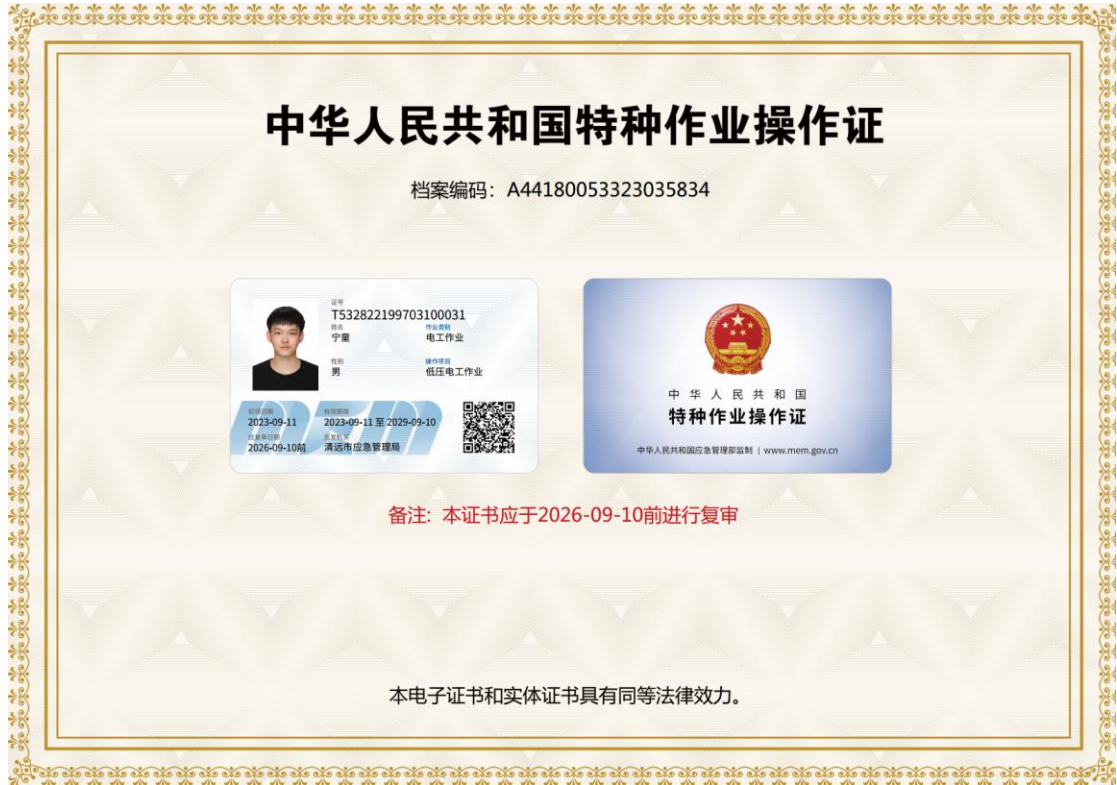 中华人民共和国特种作业操作证
档案编码：A44180053323035834
证号
T532822199703100031
姓名
宁童
作业类别
电工作业
性别
男
操作项目
低压电工作业
初领日期
2023-09-11
有效期限
2023-09-11 至 2029-09-10
应复审日期
2026-09-10前
签发机关
清远市应急管理局
中华人民共和国
特种作业操作证
中华人民共和国应急管理部监制 | www.mem.gov.cn
备注：本证书应于2026-09-10前进行复审
本电子证书和实体证书具有同等法律效力。